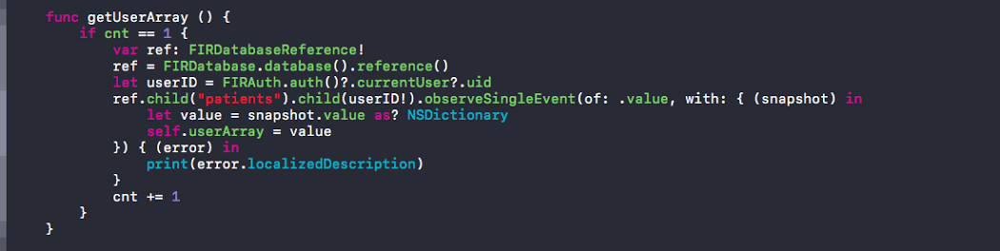 func getUserArray () {
if cnt == 1 {
var ref: FIRDatabaseReference!
ref = FIRDatabase.database().reference()
let userID = FIRAuth.auth()?.currentUser?.uid
ref.child("patients").child(userID!).observeSingleEvent(of: .value, with: { (snapshot) in
let value = snapshot.value as? NSDictionary
self.userArray = value
}) { (error) in
print(error.localizedDescription)
}
cnt += 1
}
}